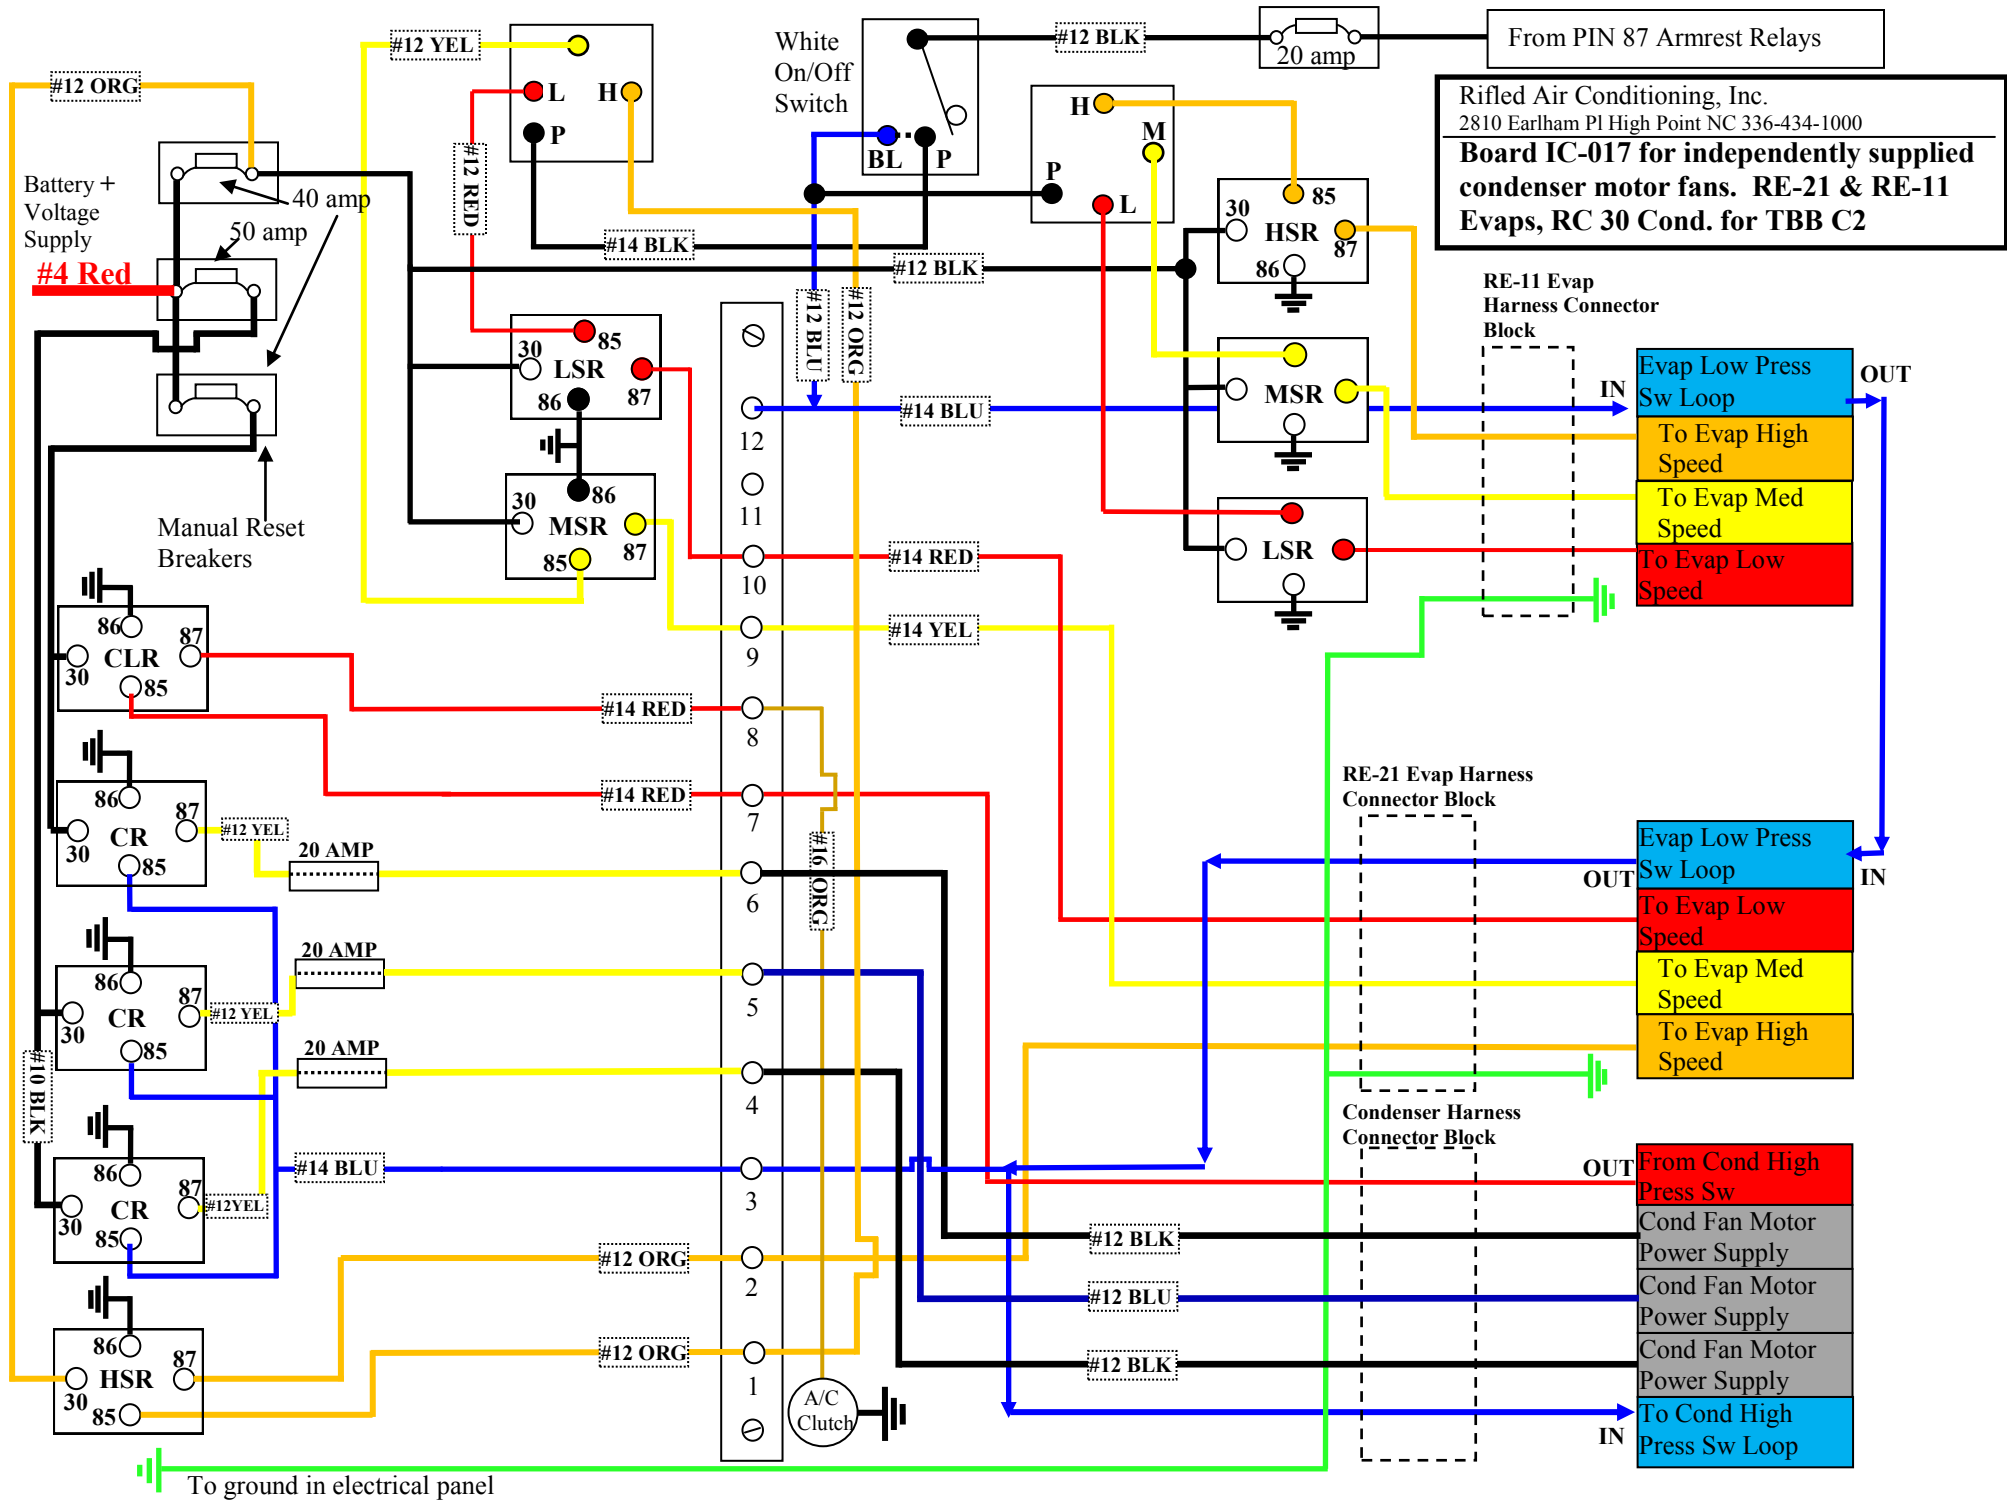 #12 YEL
White
On/Off
Switch
#12 BLK
20 amp
From PIN 87 Armrest Relays
#12 ORG
L
H
P
BL
P
H
M
P
L
Rifled Air Conditioning, Inc.
2810 Earlham Pl High Point NC 336-434-1000
Board IC-017 for independently supplied
condenser motor fans. RE-21 & RE-11
Evaps, RC 30 Cond. for TBB C2
Battery +
Voltage
Supply
#4 Red
40 amp
50 amp
#12 RED
#14 BLK
#12 BLK
#12 BLU
#12 ORG
30
85
HSR
87
86
RE-11 Evap
Harness Connector
Block
30
85
LSR
86
87
12
#14 BLU
MSR
IN
Evap Low Press
Sw Loop
OUT
To Evap High
Speed
To Evap Med
Speed
To Evap Low
Speed
Manual Reset
Breakers
30
86
MSR
85
87
11
10
#14 RED
LSR
9
#14 YEL
86
87
CLR
30
85
#14 RED
8
#14 RED
7
RE-21 Evap Harness
Connector Block
86
87
CR
30
85
#12 YEL
20 AMP
6
#16 ORG
Evap Low Press
Sw Loop
OUT
IN
To Evap Low
Speed
To Evap Med
Speed
To Evap High
Speed
86
87
CR
30
85
#12 YEL
20 AMP
5
#10 BLK
20 AMP
4
Condenser Harness
Connector Block
86
87
CR
30
85
#12YEL
#14 BLU
3
OUT
From Cond High
Press Sw
#12 BLK
Cond Fan Motor
Power Supply
#12 BLU
Cond Fan Motor
Power Supply
#12 BLK
Cond Fan Motor
Power Supply
IN
To Cond High
Press Sw Loop
#12 ORG
2
86
87
HSR
30
85
#12 ORG
1
A/C
Clutch
To ground in electrical panel